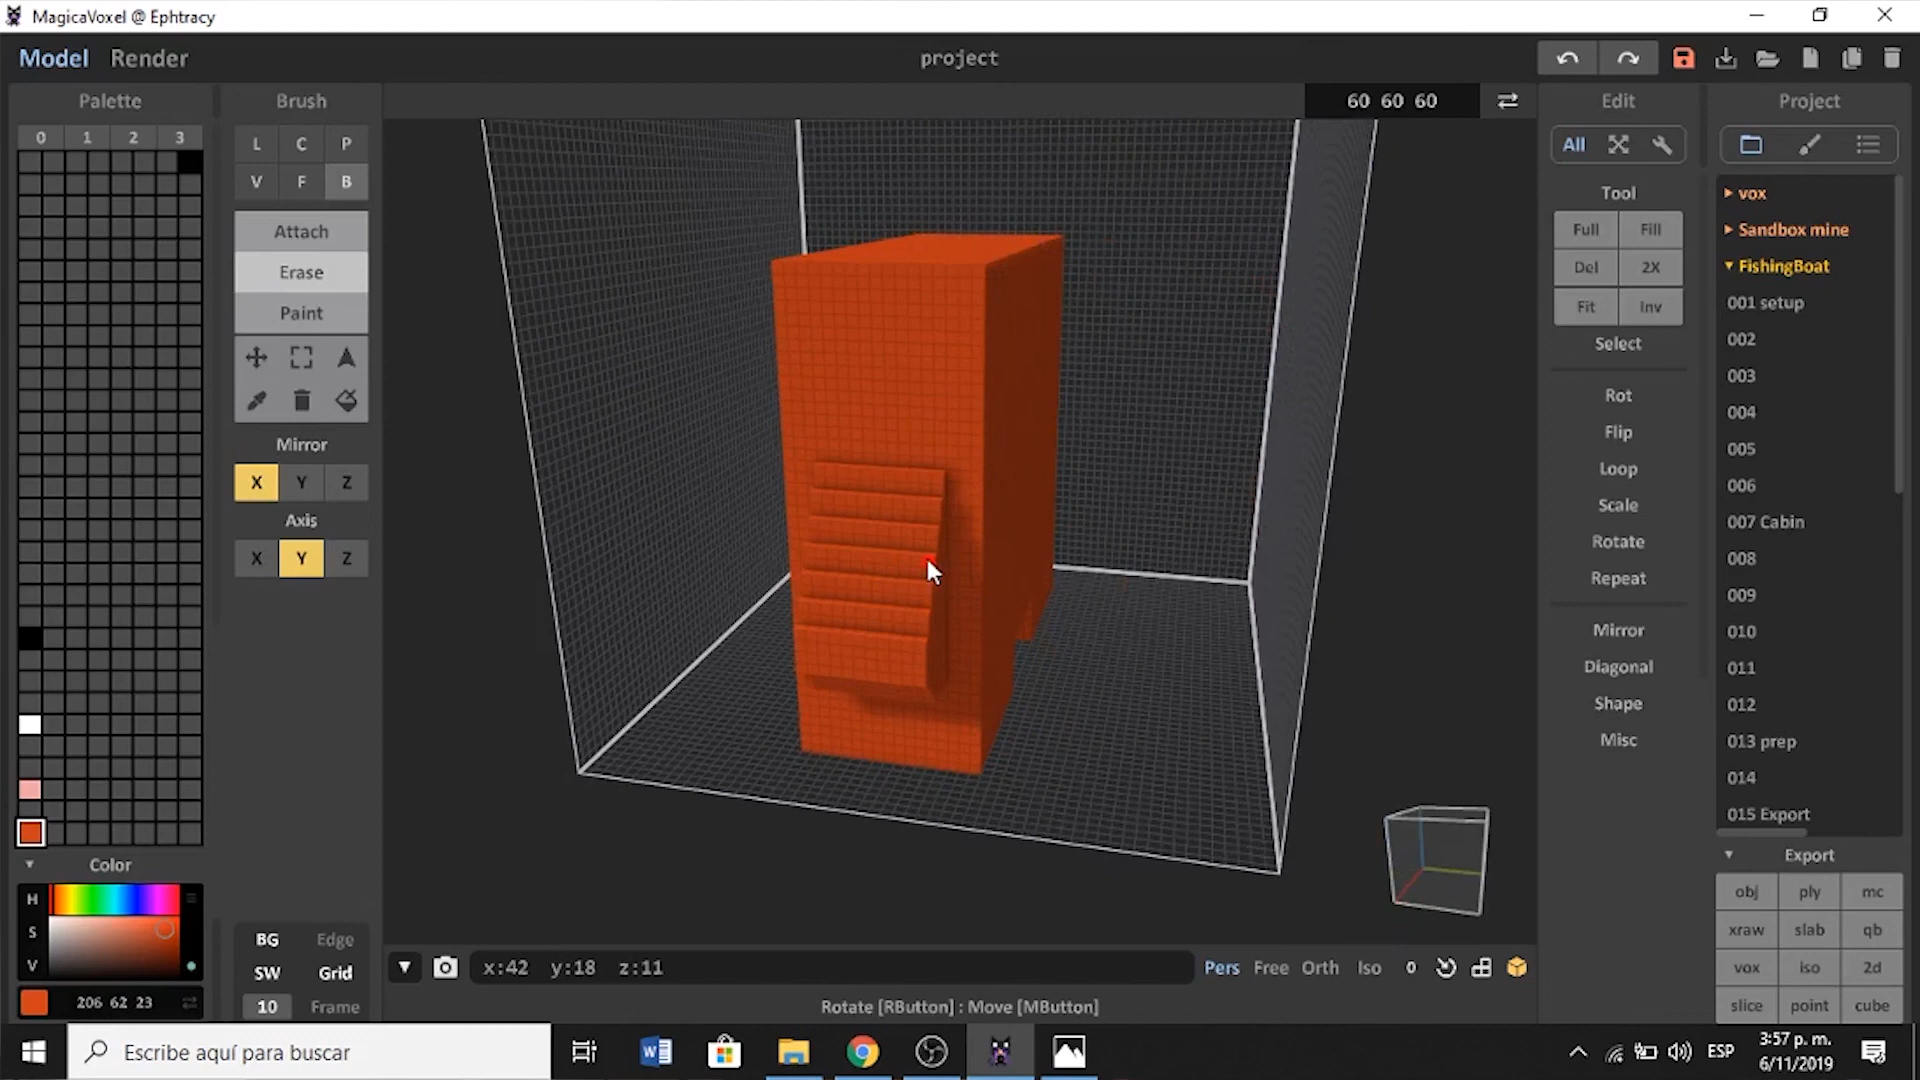 MagicaVoxel @ Ephtracy
Model Render
project
Palette
Brush
60 60 60
Edit
Project
0 1 2 3
L C P
V F B
Attach
Erase
Paint
Mirror
X Y Z
Axis
X Y Z
All
Tool
Full Fill
Del 2X
Fit Inv
Select
Rot
Flip
Loop
Scale
Rotate
Repeat
Mirror
Diagonal
Shape
Misc
vox
Sandbox mine
FishingBoat
001 setup
002
003
004
005
006
007 Cabin
008
009
010
011
012
013 prep
014
015 Export
Export
obj ply mc
xraw slab qb
vox iso 2d
slice point cube
Color
H
S
V
206 62 23
BG Edge
SW Grid
10 Frame
x:42 y:18 z:11
Pers Free Orth Iso 0
Rotate [RButton] : Move [MButton]
Escribe aquí para buscar
ESP
3:57 p. m.
6/11/2019